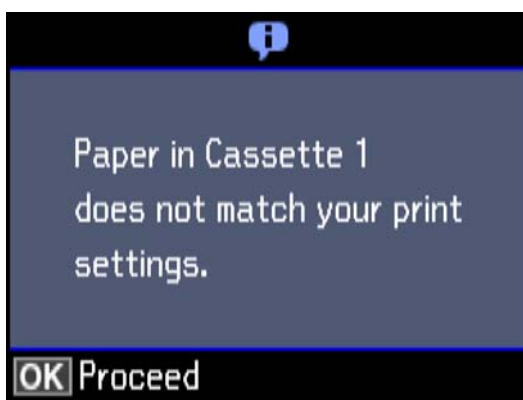 Paper in Cassette 1
does not match your print
settings.
OK Proceed